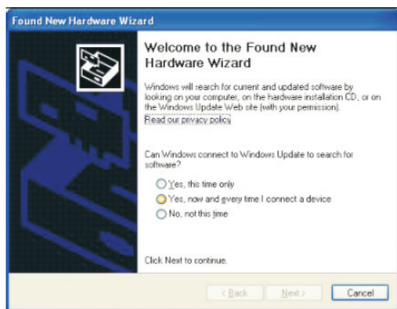 Found New Hardware Wizard
Welcome to the Found New
Hardware Wizard
Windows will search for current and updated software by
looking on your computer, on the hardware installation CD, or on
the Windows Update Web site (with your permission).
Read our privacy policy
Can Windows connect to Windows Update to search for
software?
Yes, this time only
Yes, now and every time I connect a device
No, not this time
Click Next to continue.
< Back Next > Cancel